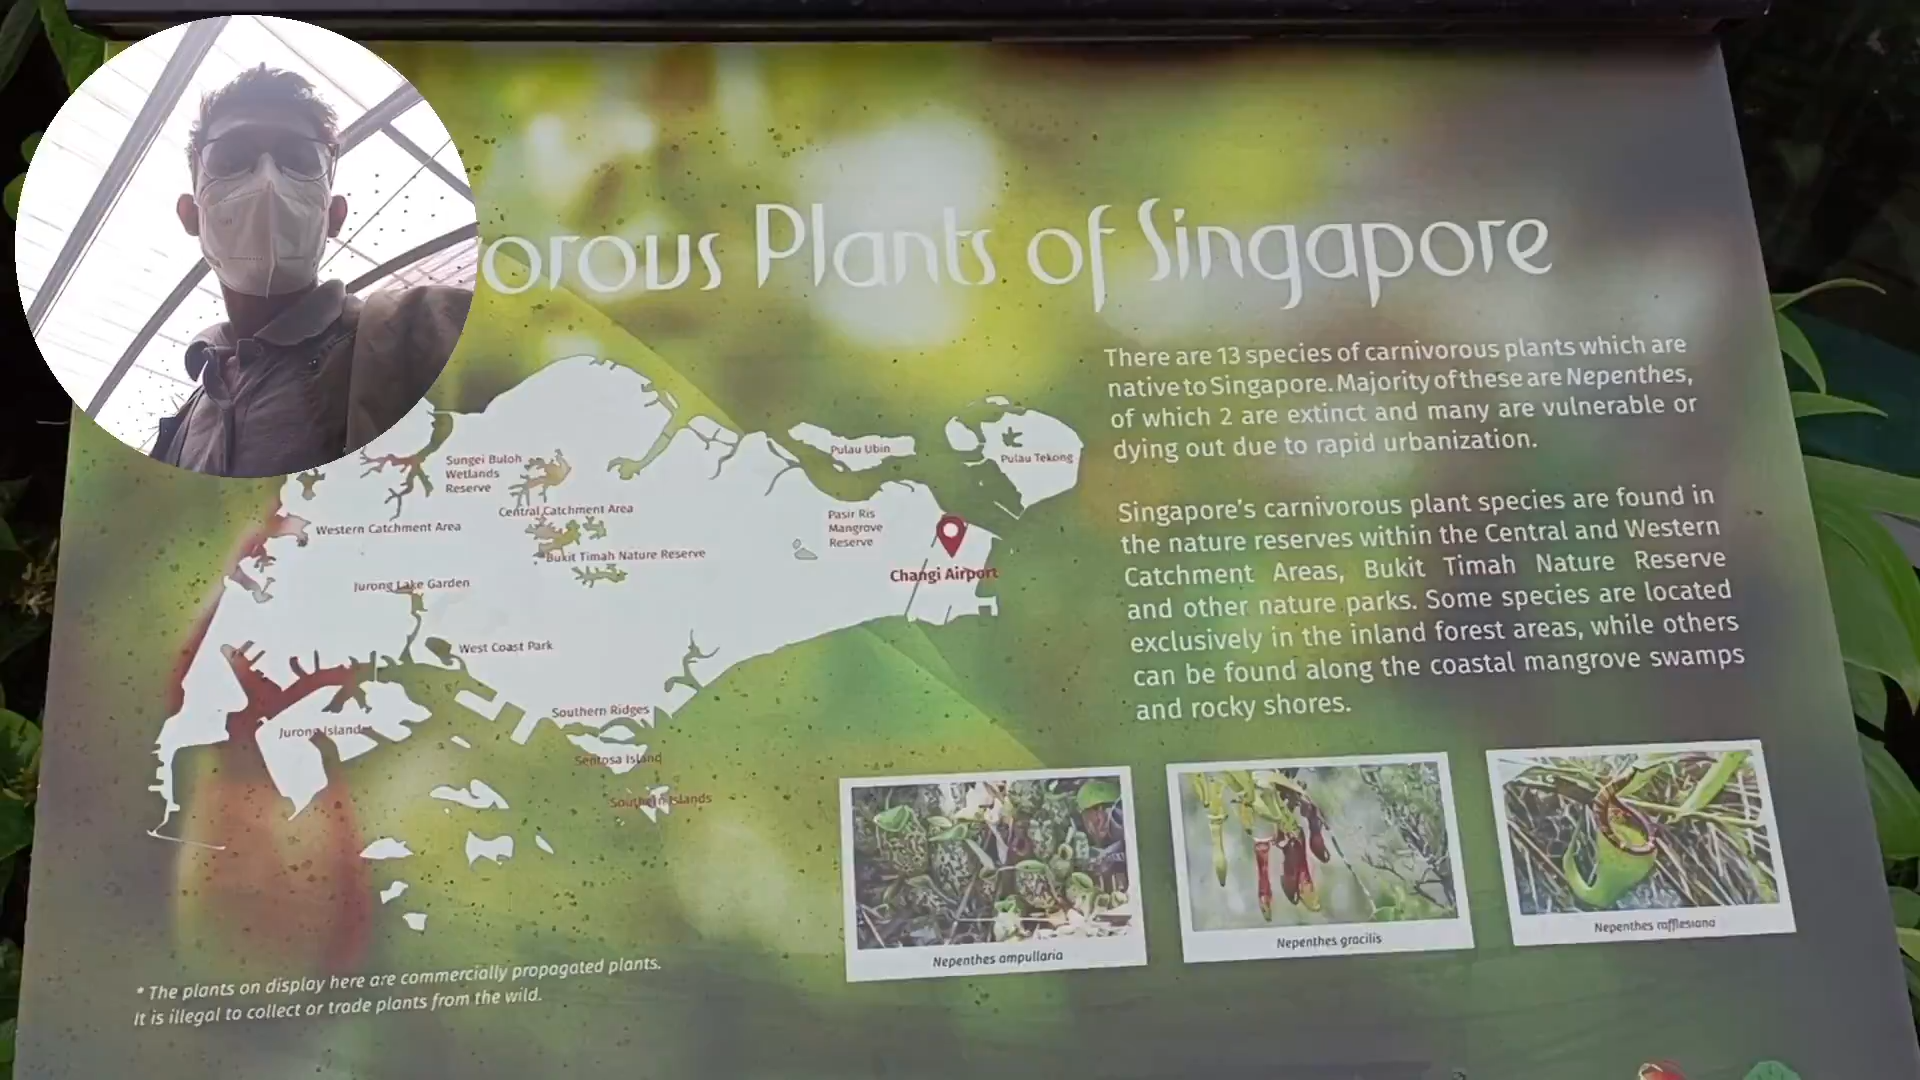 orous Plants of Singapore
There are 13 species of carnivorous plants which are
native to Singapore. Majority of these are Nepenthes,
of which 2 are extinct and many are vulnerable or
dying out due to rapid urbanization.
Singapore's carnivorous plant species are found in
the nature reserves within the Central and Western
Catchment Areas, Bukit Timah Nature Reserve
and other nature parks. Some species are located
exclusively in the inland forest areas, while others
can be found along the coastal mangrove swamps
and rocky shores.
Sungei Buloh
Wetlands
Reserve
Central Catchment Area
Western Catchment Area
Bukit Timah Nature Reserve
Jurong Lake Garden
West Coast Park
Pulau Ubin
Pulau Tekong
Pasir Ris
Mangrove
Reserve
Changi Airport
Southern Ridges
Jurong Island
Sentosa Island
Southern Islands
Nepenthes ampullaria
Nepenthes gracilis
Nepenthes rafflesiana
* The plants on display here are commercially propagated plants.
It is illegal to collect or trade plants from the wild.